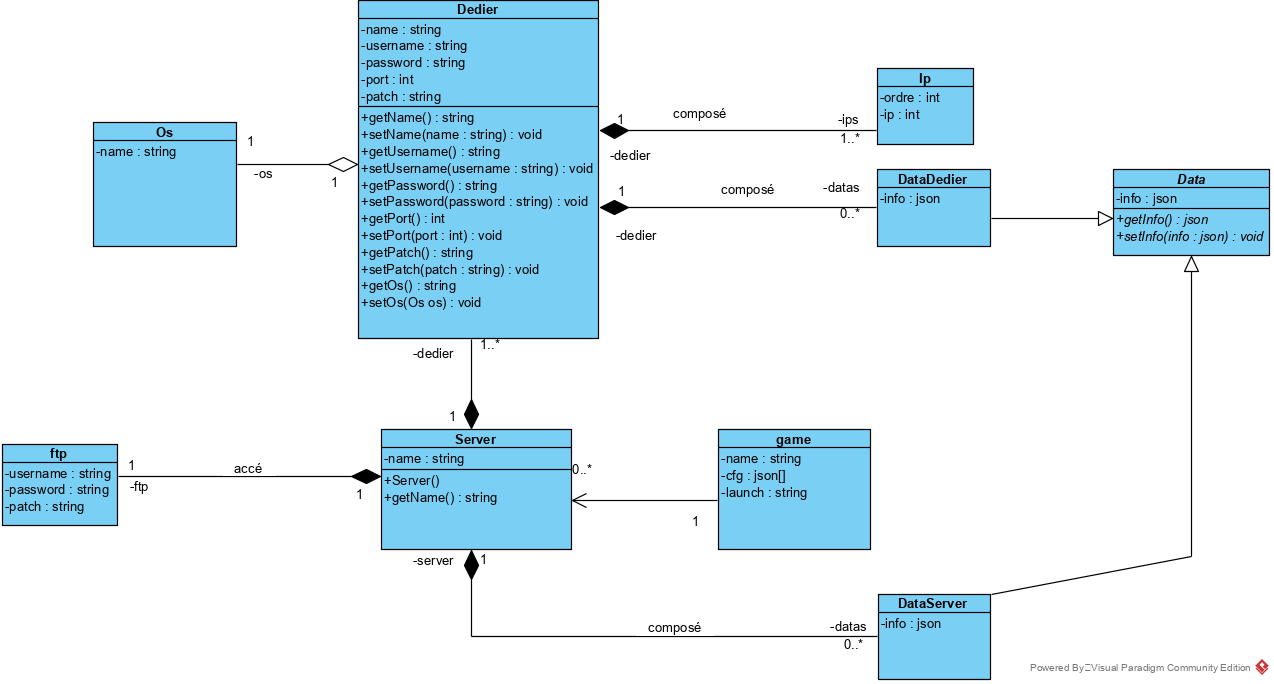 Dedier
-name : string
-username : string
-password : string
-port : int
-patch : string
+getName() : string
+setName(name : string) : void
+getUsername() : string
+setUsername(username : string) : void
+getPassword() : string
+setPassword(password : string) : void
+getPort() : int
+setPort(port : int) : void
+getPatch() : string
+setPatch(patch : string) : void
+getOs() : string
+setOs(Os os) : void
Os
-name : string
1
-os
1
1
composé
-ips
1..*
-dedier
Ip
-ordre : int
-ip : int
1
composé
-datas
0..*
-dedier
DataDedier
-info : json
Data
-info : json
+getInfo() : json
+setInfo(info : json) : void
-dedier
1..*
1
Server
-name : string
+Server()
+getName() : string
ftp
-username : string
-password : string
-patch : string
1
accé
-ftp
1
0..*
1
game
-name : string
-cfg : json[]
-launch : string
-server
1
composé
-datas
0..*
DataServer
-info : json
Powered By Visual Paradigm Community Edition